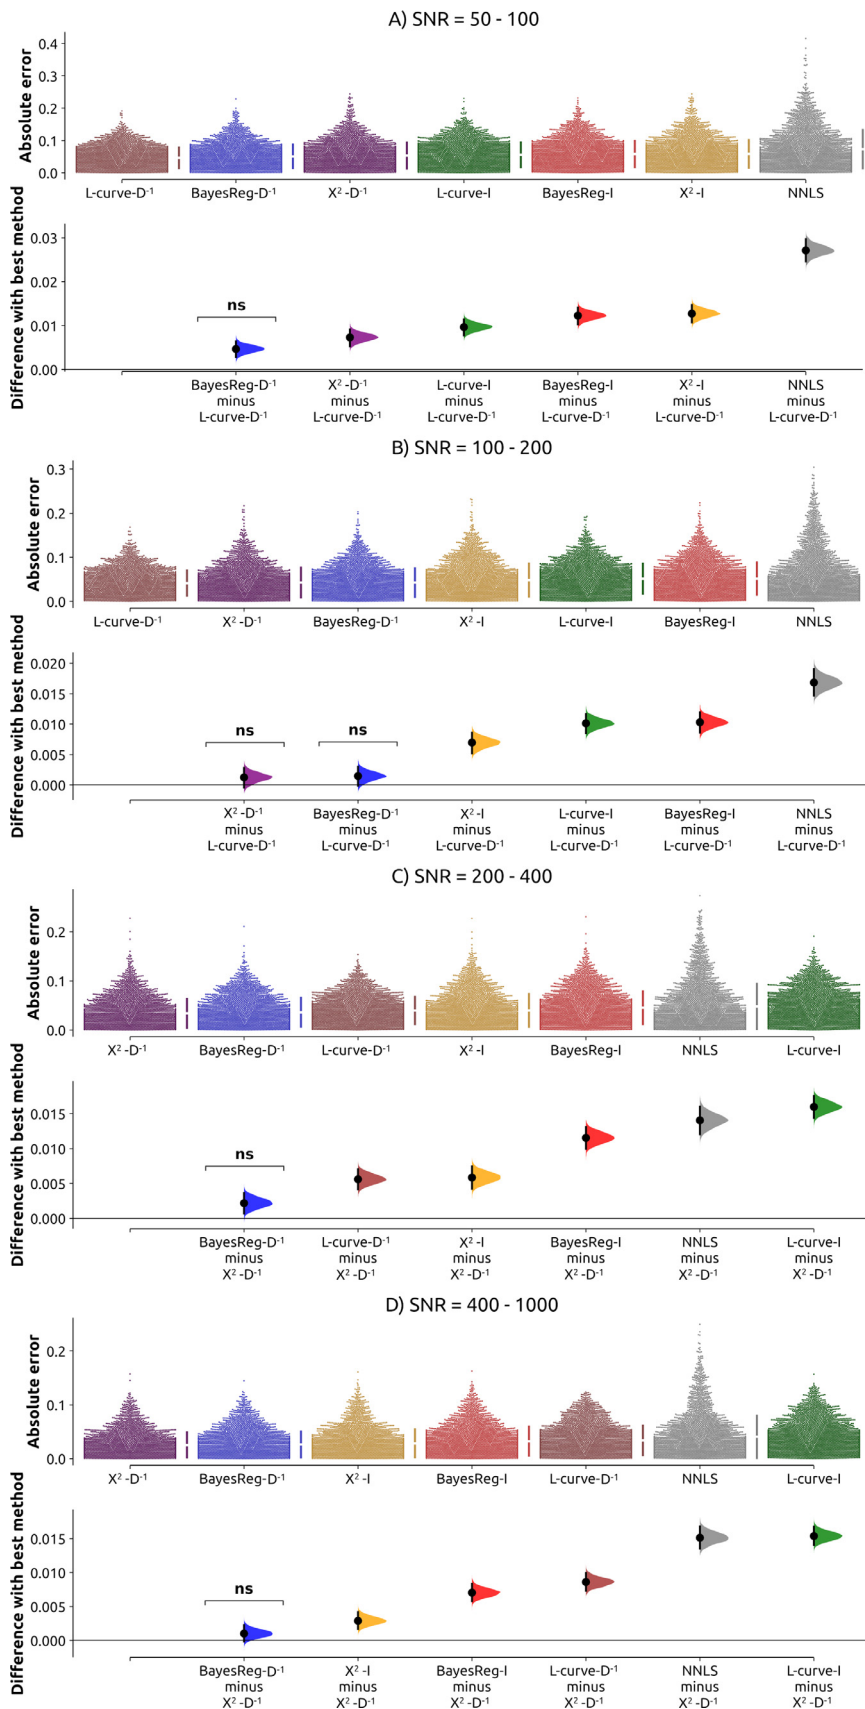 A) SNR = 50 - 100
Absolute error
0.4
0.3
0.2
0.1
0.0
L-curve-D⁻¹ BayesReg-D⁻¹ X²-D⁻¹ L-curve-I BayesReg-I X²-I NNLS
Difference with best method
0.03
0.02
0.01
0.00
ns
BayesReg-D⁻¹ X²-D⁻¹ L-curve-I BayesReg-I X²-I NNLS
minus minus minus minus minus minus
L-curve-D⁻¹ L-curve-D⁻¹ L-curve-D⁻¹ L-curve-D⁻¹ L-curve-D⁻¹ L-curve-D⁻¹
B) SNR = 100 - 200
Absolute error
0.3
0.2
0.1
0.0
L-curve-D⁻¹ X²-D⁻¹ BayesReg-D⁻¹ X²-I L-curve-I BayesReg-I NNLS
Difference with best method
0.020
0.015
0.010
0.005
0.000
ns ns
X²-D⁻¹ BayesReg-D⁻¹ X²-I L-curve-I BayesReg-I NNLS
minus minus minus minus minus minus
L-curve-D⁻¹ L-curve-D⁻¹ L-curve-D⁻¹ L-curve-D⁻¹ L-curve-D⁻¹ L-curve-D⁻¹
C) SNR = 200 - 400
Absolute error
0.2
0.1
0.0
X²-D⁻¹ BayesReg-D⁻¹ L-curve-D⁻¹ X²-I BayesReg-I NNLS L-curve-I
Difference with best method
0.015
0.010
0.005
0.000
ns
BayesReg-D⁻¹ L-curve-D⁻¹ X²-I BayesReg-I NNLS L-curve-I
minus minus minus minus minus minus
X²-D⁻¹ X²-D⁻¹ X²-D⁻¹ X²-D⁻¹ X²-D⁻¹ X²-D⁻¹
D) SNR = 400 - 1000
Absolute error
0.2
0.1
0.0
X²-D⁻¹ BayesReg-D⁻¹ X²-I BayesReg-I L-curve-D⁻¹ NNLS L-curve-I
Difference with best method
0.015
0.010
0.005
0.000
ns
BayesReg-D⁻¹ X²-I BayesReg-I L-curve-D⁻¹ NNLS L-curve-I
minus minus minus minus minus minus
X²-D⁻¹ X²-D⁻¹ X²-D⁻¹ X²-D⁻¹ X²-D⁻¹ X²-D⁻¹